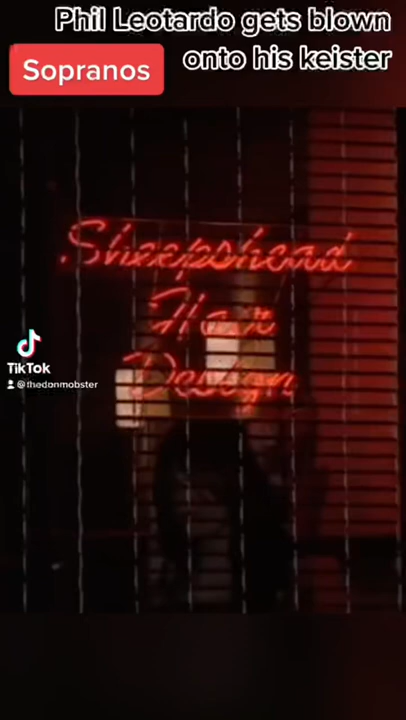 Phil Leotardo gets blown
onto his keister
Sopranos
Sheepshead
Hair
Design
TikTok
@thedonmobster